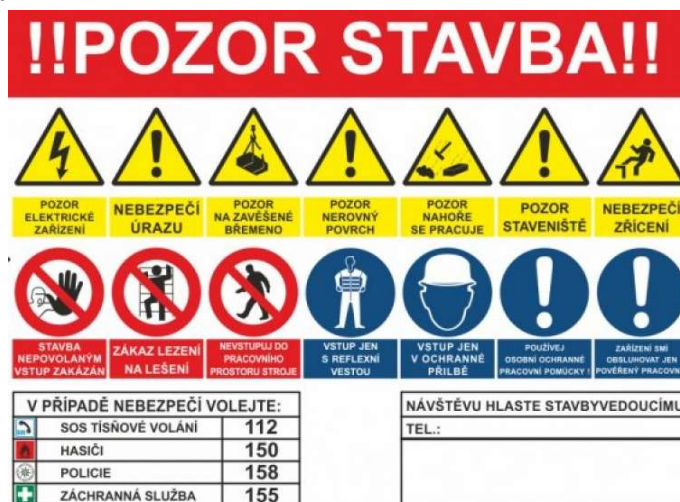 !!POZOR STAVBA!!
POZOR
ELEKTRICKÉ
ZAŘÍZENÍ
NEBEZPEČÍ
ÚRAZU
POZOR
NA ZAVĚŠENÉ
BŘEMENO
POZOR
NEROVNÝ
POVRCH
POZOR
NAHOŘE
SE PRACUJE
POZOR
STAVENIŠTĚ
NEBEZPEČÍ
ZŘÍCENÍ
STAVBA
NEPOVOLANÝM
VSTUP ZAKÁZÁN
ZÁKAZ LEZENÍ
NA LEŠENÍ
NEVSTUPUJ DO
PRACOVNÍHO
PROSTORU STROJE
VSTUP JEN
S REFLEXNÍ
VESTOU
VSTUP JEN
V OCHRANNÉ
PŘILBĚ
POUŽÍVEJ
OSOBNÍ OCHRANNÉ
PRACOVNÍ POMŮCKY !
ZAŘÍZENÍ SMÍ
OBSLUHOVAT JEN
POVĚŘENÝ PRACOVN
V PŘÍPADĚ NEBEZPEČÍ VOLEJTE:
SOS TÍSŇOVÉ VOLÁNÍ 112
HASIČI 150
POLICIE 158
ZÁCHRANNÁ SLUŽBA 155
NÁVŠTĚVU HLASTE STAVBYVEDOUCÍMU
TEL.: